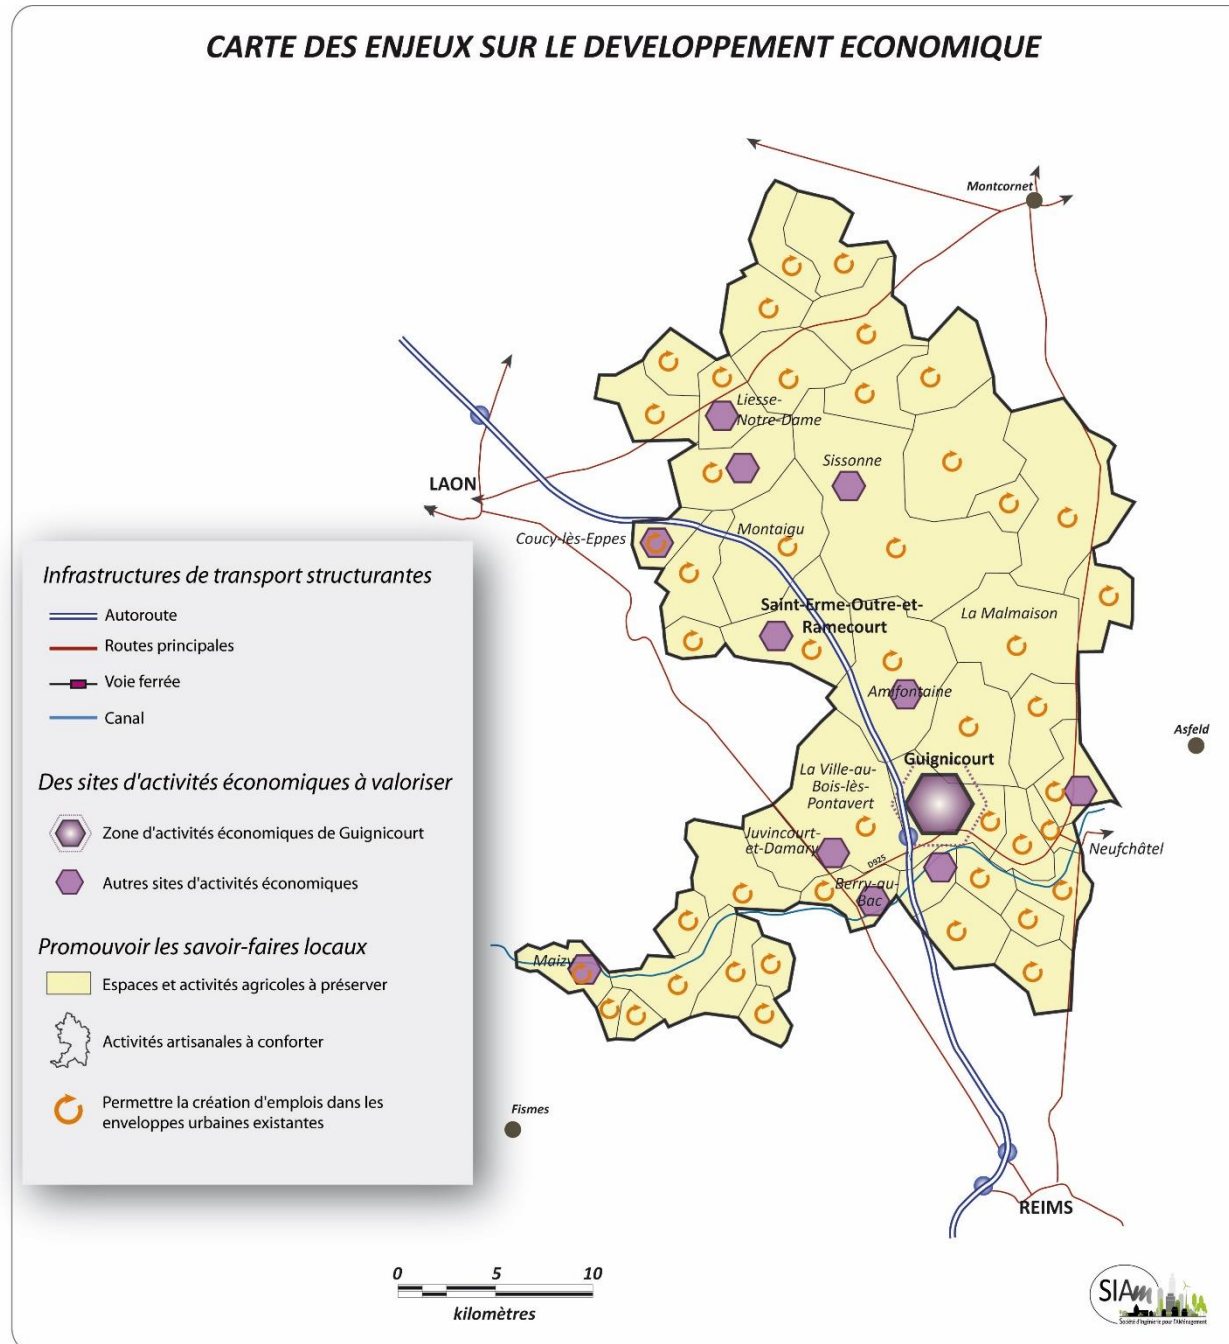 CARTE DES ENJEUX SUR LE DEVELOPPEMENT ECONOMIQUE
Montcornet
Liesse-
Notre-Dame
Sissonne
LAON
Coucy-lès-Eppes
Montaigu
Saint-Erme-Outre-et-
Ramecourt
La Malmaison
Amifontaine
Asfeld
Guignicourt
La Ville-au-
Bois-lès-
Pontavert
Juvincourt-
et-Damary
D925
Neufchâtel
Berry-au-
Bac
Maizy
Fismes
REIMS
Infrastructures de transport structurantes
Autoroute
Routes principales
Voie ferrée
Canal
Des sites d'activités économiques à valoriser
Zone d'activités économiques de Guignicourt
Autres sites d'activités économiques
Promouvoir les savoir-faires locaux
Espaces et activités agricoles à préserver
Activités artisanales à conforter
Permettre la création d'emplois dans les
enveloppes urbaines existantes
0 5 10
kilomètres
SIAm
Société d'Ingénierie pour l'Aménagement